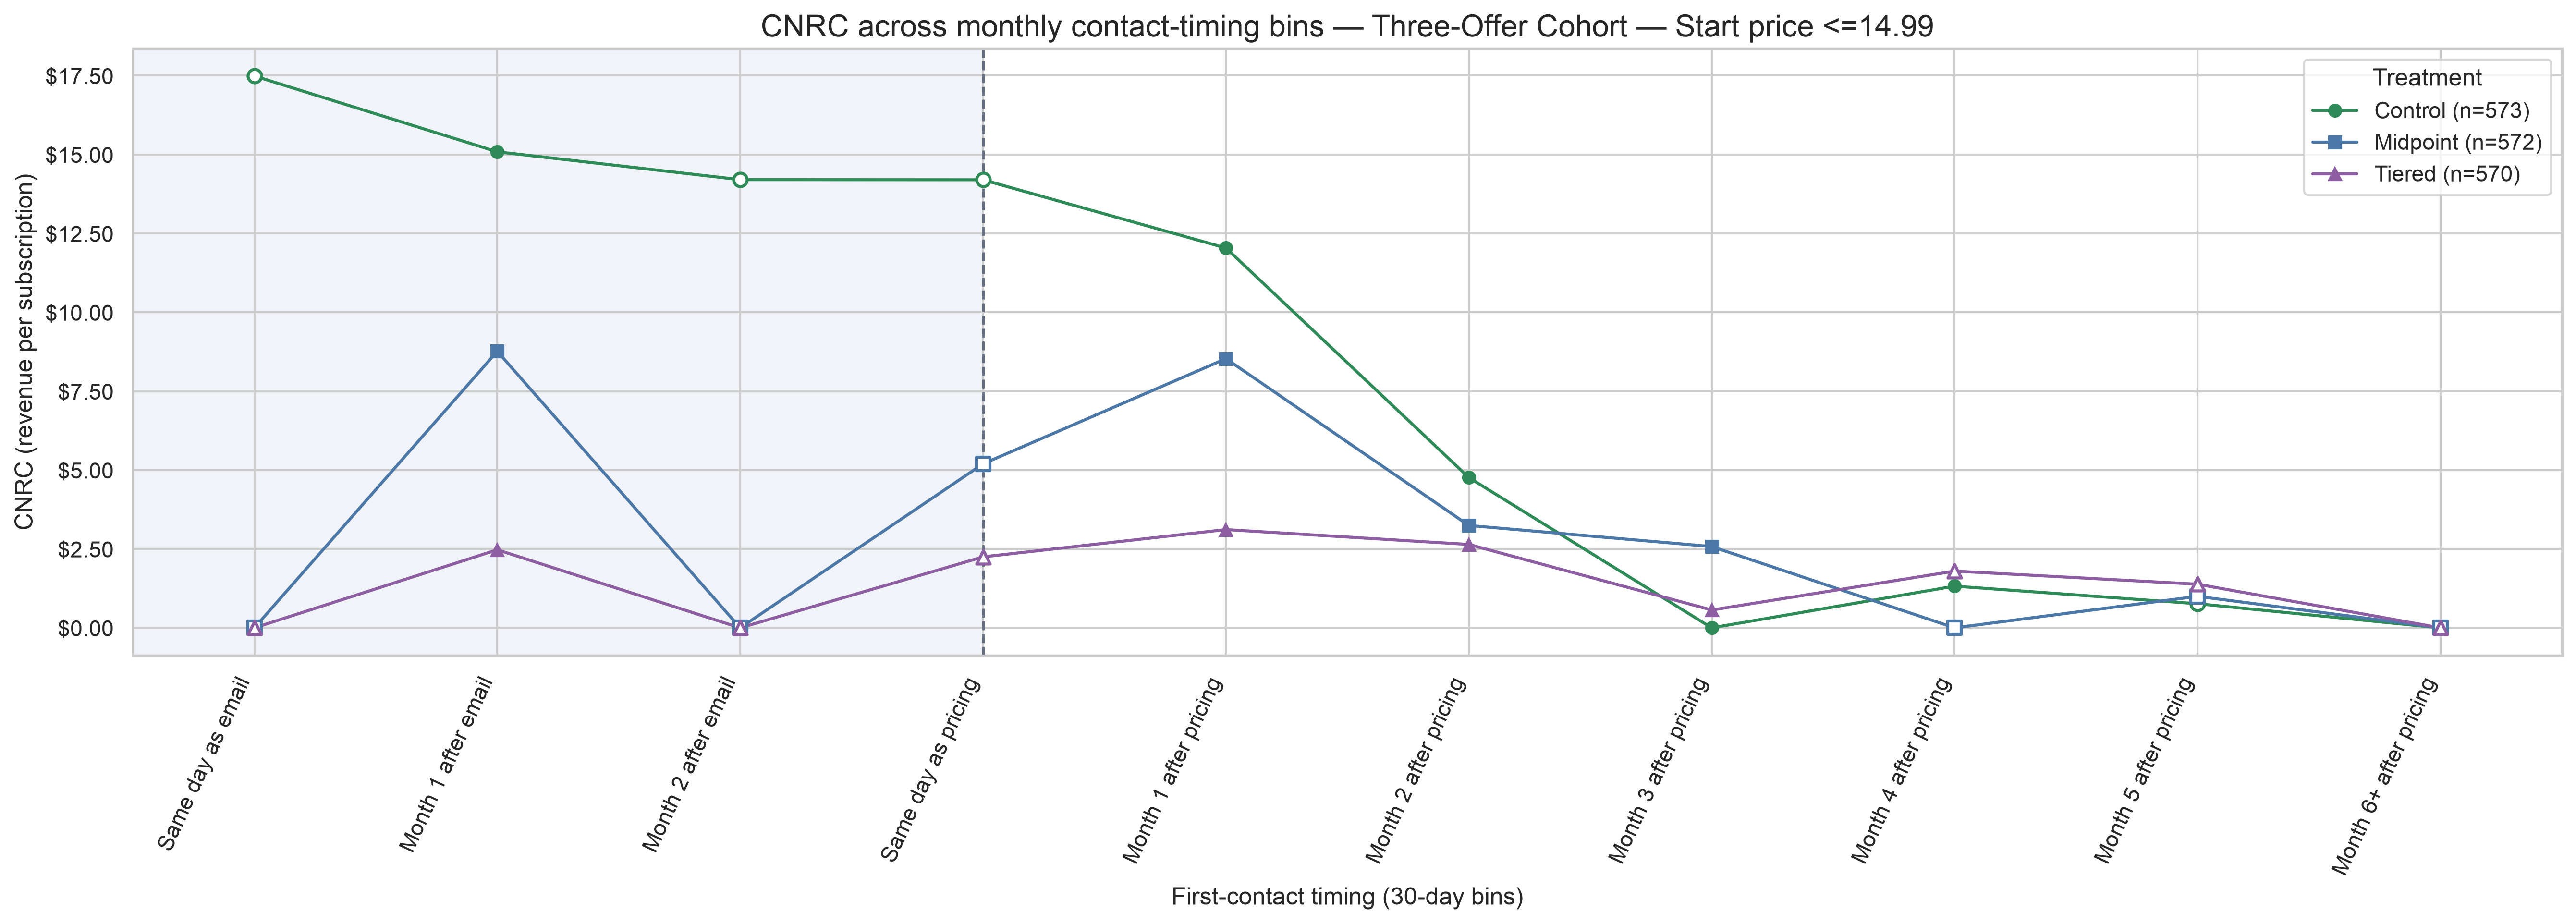 CNRC across monthly contact-timing bins — Three-Offer Cohort — Start price <=14.99
CNRC (revenue per subscription)
$17.50
$15.00
$12.50
$10.00
$7.50
$5.00
$2.50
$0.00
Treatment
Control (n=573)
Midpoint (n=572)
Tiered (n=570)
Same day as email
Month 1 after email
Month 2 after email
Same day as pricing
Month 1 after pricing
Month 2 after pricing
Month 3 after pricing
Month 4 after pricing
Month 5 after pricing
Month 6+ after pricing
First-contact timing (30-day bins)